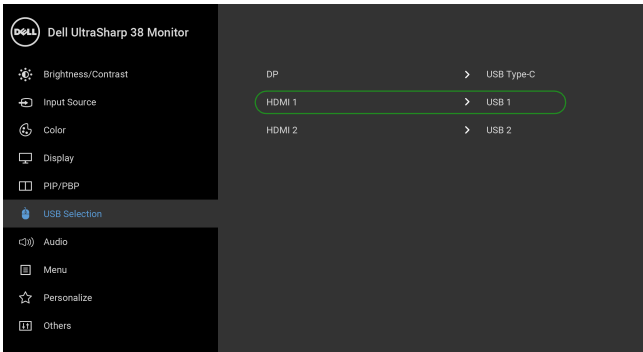 DELL Dell UltraSharp 38 Monitor
Brightness/Contrast
Input Source
Color
Display
PIP/PBP
USB Selection
Audio
Menu
Personalize
Others
DP > USB Type-C
HDMI 1 > USB 1
HDMI 2 > USB 2